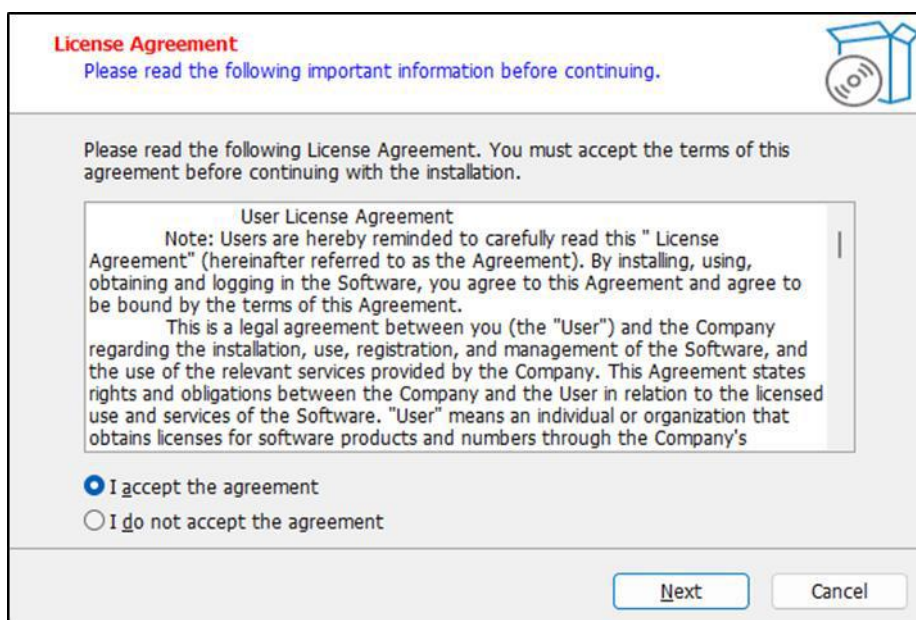 License Agreement
Please read the following important information before continuing.
Please read the following License Agreement. You must accept the terms of this
agreement before continuing with the installation.
User License Agreement
Note: Users are hereby reminded to carefully read this " License
Agreement" (hereinafter referred to as the Agreement). By installing, using,
obtaining and logging in the Software, you agree to this Agreement and agree to
be bound by the terms of this Agreement.
This is a legal agreement between you (the "User") and the Company
regarding the installation, use, registration, and management of the Software, and
the use of the relevant services provided by the Company. This Agreement states
rights and obligations between the Company and the User in relation to the licensed
use and services of the Software. "User" means an individual or organization that
obtains licenses for software products and numbers through the Company's
I accept the agreement
I do not accept the agreement
Next
Cancel